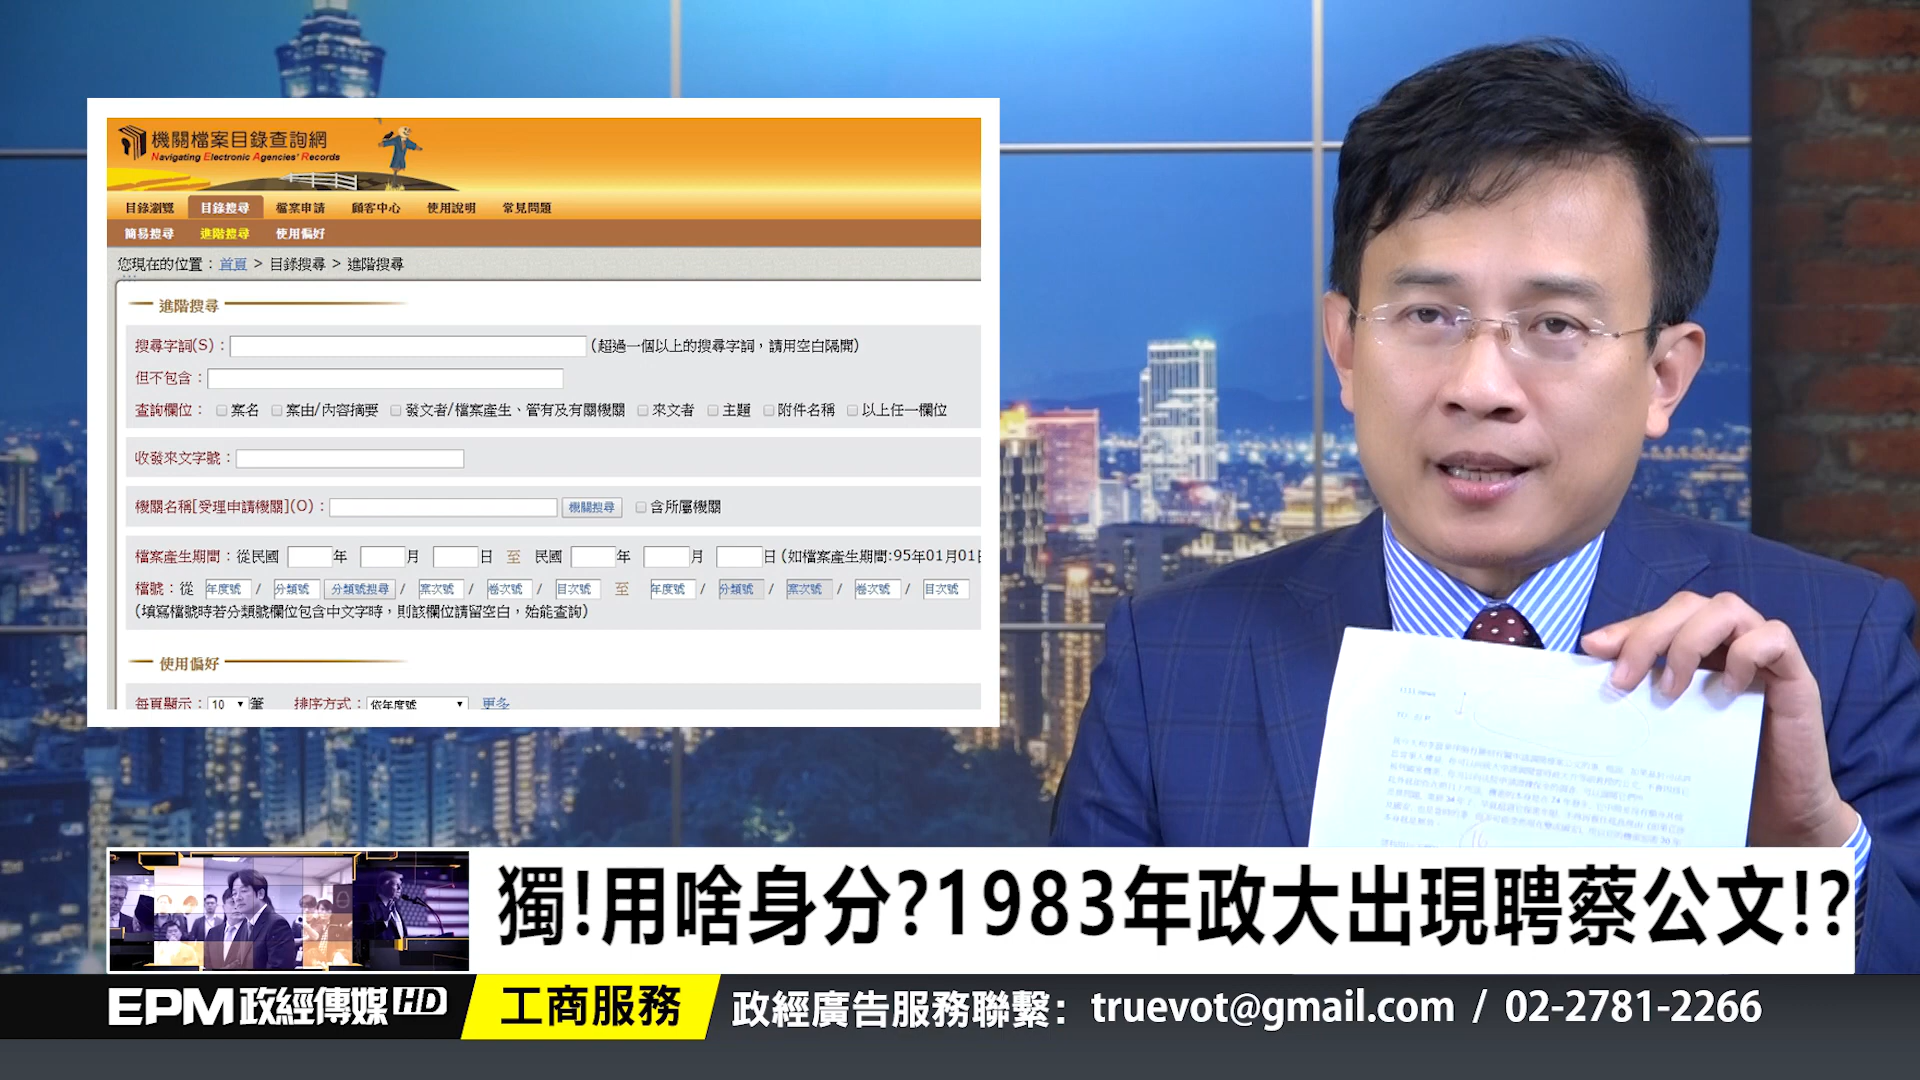 機關檔案目錄查詢網
Navigating Electronic Agencies' Records
目錄瀏覽 目錄搜尋 檔案申請 顧客中心 使用說明 常見問題
簡易搜尋 進階搜尋 使用偏好
您現在的位置：首頁 > 目錄搜尋 > 進階搜尋
進階搜尋
搜尋字詞(S)： (超過一個以上的搜尋字詞，請用空白隔開)
但不包含：
查詢欄位： 案名 案由/內容摘要 發文者/檔案產生、管有及有關機關 來文者 主題 附件名稱 以上任一欄位
收發來文字號：
機關名稱[受理申請機關](O)： 機關搜尋 含所屬機關
檔案產生期間：從民國 年 月 日 至 民國 年 月 日 (如檔案產生期間:95年01月01日
檔號：從 年度號 / 分類號 分類號搜尋 / 案次號 / 卷次號 / 目次號 至 年度號 / 分類號 / 案次號 / 卷次號 / 目次號
(填寫檔號時若分類號欄位包含中文字時，則該欄位請留空白，始能查詢)
使用偏好
每頁顯示：10 筆 排序方式：依年度號 更多
獨!用啥身分?1983年政大出現聘蔡公文!?
EPM政經傳媒HD 工商服務 政經廣告服務聯繫：truevot@gmail.com / 02-2781-2266